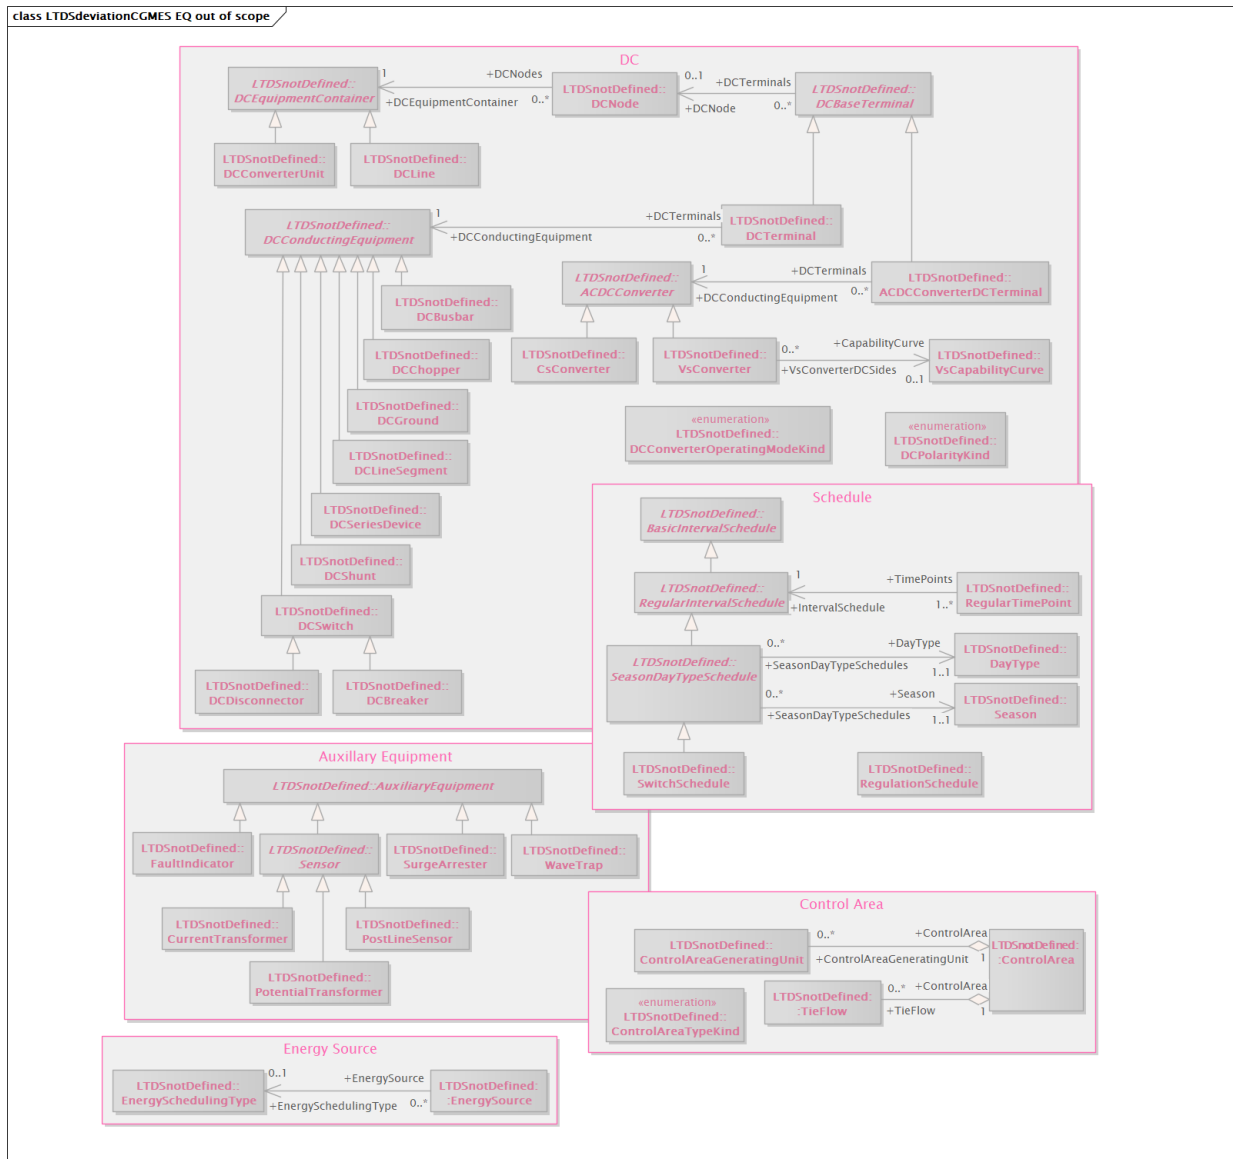 class LTDSdeviationCGMES EQ out of scope
DC
LTDSnotDefined::
DCEquipmentContainer
1
+DCNodes
+DCEquipmentContainer
0..*
LTDSnotDefined::
DCNode
0..1
+DCTerminals
+DCNode
0..*
LTDSnotDefined::
DCBaseTerminal
LTDSnotDefined::
DCConverterUnit
LTDSnotDefined::
DCLine
LTDSnotDefined::
DCConductingEquipment
1
+DCTerminals
+DCConductingEquipment
0..*
LTDSnotDefined::
DCTerminal
LTDSnotDefined::
ACDCConverter
1
+DCTerminals
+DCConductingEquipment
0..*
LTDSnotDefined::
ACDCConverterDCTerminal
LTDSnotDefined::
DCBusbar
LTDSnotDefined::
DCChopper
LTDSnotDefined::
CsConverter
LTDSnotDefined::
VsConverter
0..*
+CapabilityCurve
+VsConverterDCSides
0..1
LTDSnotDefined::
VsCapabilityCurve
LTDSnotDefined::
DCGround
«enumeration»
LTDSnotDefined::
DCConverterOperatingModeKind
«enumeration»
LTDSnotDefined::
DCPolarityKind
LTDSnotDefined::
DCLineSegment
LTDSnotDefined::
DCSeriesDevice
LTDSnotDefined::
DCShunt
LTDSnotDefined::
DCSwitch
LTDSnotDefined::
DCDisconnector
LTDSnotDefined::
DCBreaker
Schedule
LTDSnotDefined::
BasicIntervalSchedule
LTDSnotDefined::
RegularIntervalSchedule
1
+TimePoints
+IntervalSchedule
1..*
LTDSnotDefined::
RegularTimePoint
LTDSnotDefined::
SeasonDayTypeSchedule
0..*
+DayType
+SeasonDayTypeSchedules
1..1
LTDSnotDefined::
DayType
0..*
+Season
+SeasonDayTypeSchedules
1..1
LTDSnotDefined::
Season
LTDSnotDefined::
SwitchSchedule
LTDSnotDefined::
RegulationSchedule
Auxillary Equipment
LTDSnotDefined::AuxiliaryEquipment
LTDSnotDefined::
FaultIndicator
LTDSnotDefined::
Sensor
LTDSnotDefined::
SurgeArrester
LTDSnotDefined::
WaveTrap
LTDSnotDefined::
CurrentTransformer
LTDSnotDefined::
PostLineSensor
LTDSnotDefined::
PotentialTransformer
Control Area
LTDSnotDefined::
ControlAreaGeneratingUnit
0..*
+ControlArea
+ControlAreaGeneratingUnit
1
LTDSnotDefined:
:ControlArea
«enumeration»
LTDSnotDefined::
ControlAreaTypeKind
LTDSnotDefined:
:TieFlow
0..*
+ControlArea
+TieFlow
1
Energy Source
LTDSnotDefined::
EnergySchedulingType
0..1
+EnergySource
+EnergySchedulingType
0..*
LTDSnotDefined:
:EnergySource